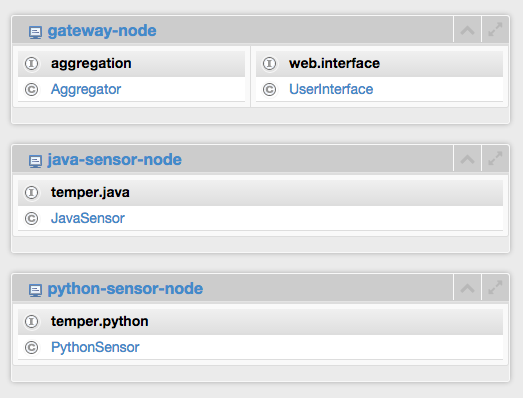 gateway-node
I aggregation
C Aggregator
I web.interface
C UserInterface
java-sensor-node
I temper.java
C JavaSensor
python-sensor-node
I temper.python
C PythonSensor